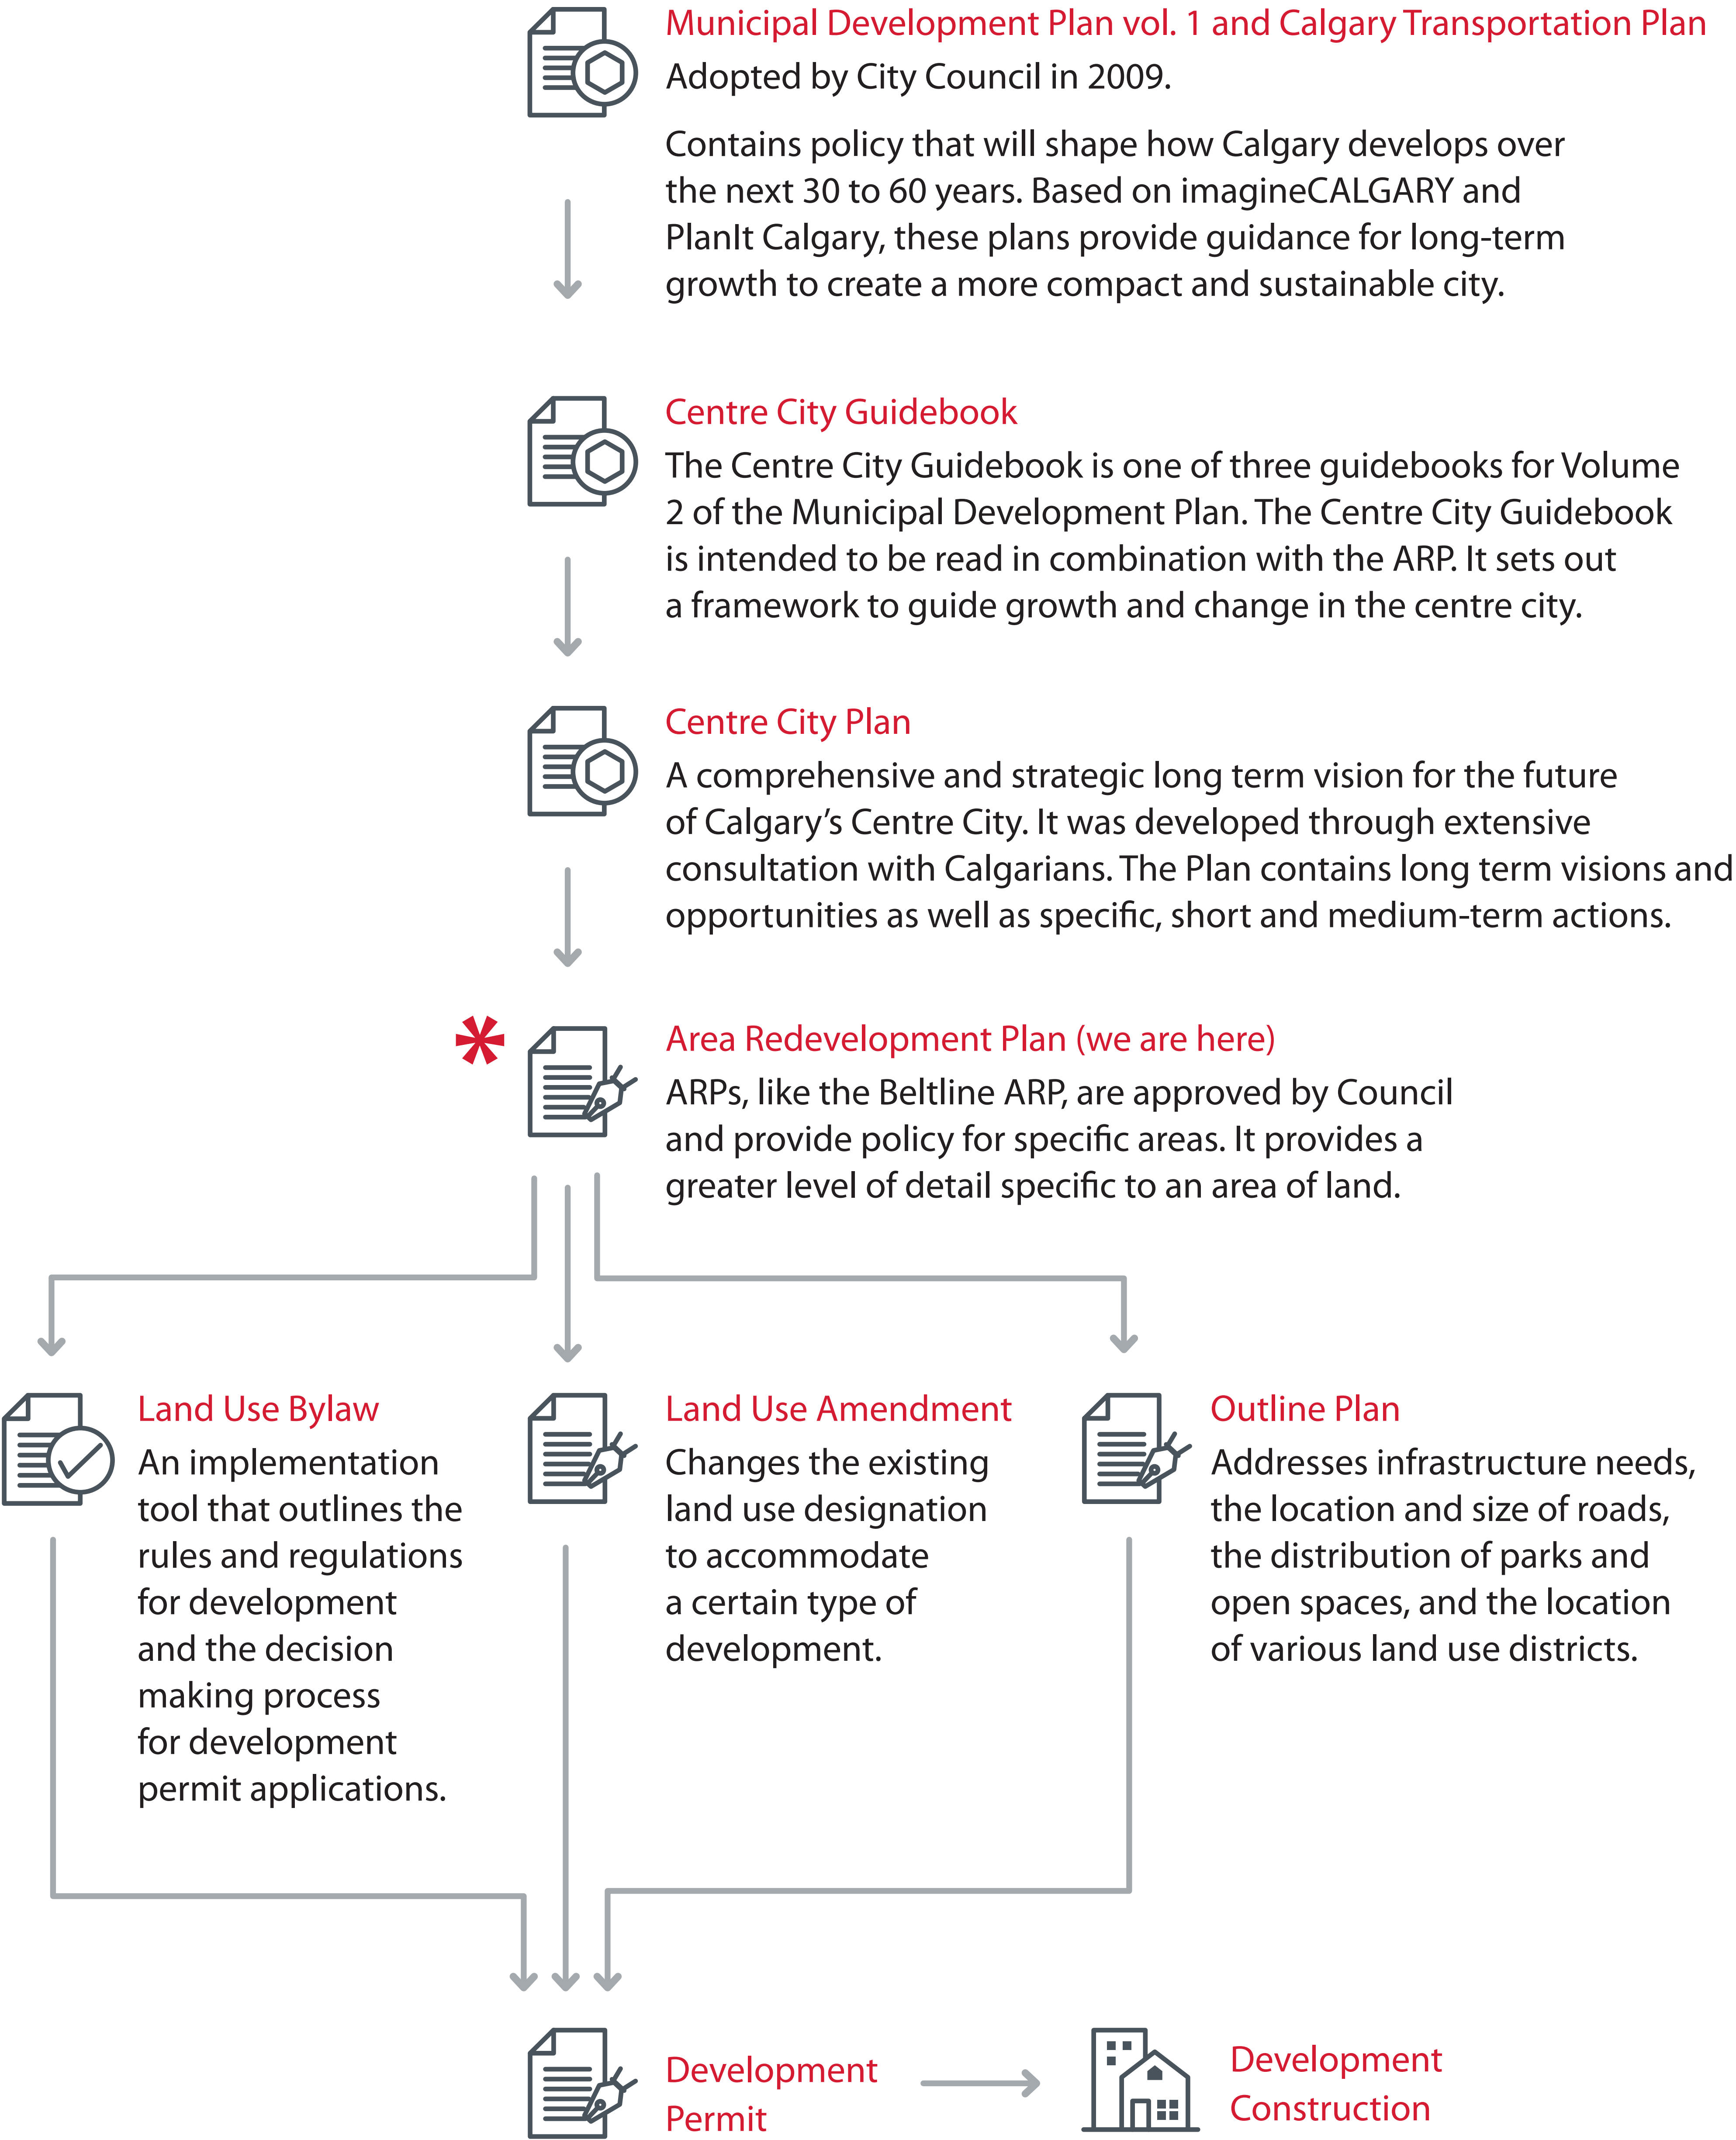 Municipal Development Plan vol. 1 and Calgary Transportation Plan
Adopted by City Council in 2009.
Contains policy that will shape how Calgary develops over
the next 30 to 60 years. Based on imagineCALGARY and
PlanIt Calgary, these plans provide guidance for long-term
growth to create a more compact and sustainable city.
Centre City Guidebook
The Centre City Guidebook is one of three guidebooks for Volume
2 of the Municipal Development Plan. The Centre City Guidebook
is intended to be read in combination with the ARP. It sets out
a framework to guide growth and change in the centre city.
Centre City Plan
A comprehensive and strategic long term vision for the future
of Calgary’s Centre City. It was developed through extensive
consultation with Calgarians. The Plan contains long term visions and
opportunities as well as specific, short and medium-term actions.
*
Area Redevelopment Plan (we are here)
ARPs, like the Beltline ARP, are approved by Council
and provide policy for specific areas. It provides a
greater level of detail specific to an area of land.
Land Use Bylaw
An implementation
tool that outlines the
rules and regulations
for development
and the decision
making process
for development
permit applications.
Land Use Amendment
Changes the existing
land use designation
to accommodate
a certain type of
development.
Outline Plan
Addresses infrastructure needs,
the location and size of roads,
the distribution of parks and
open spaces, and the location
of various land use districts.
Development
Permit
Development
Construction